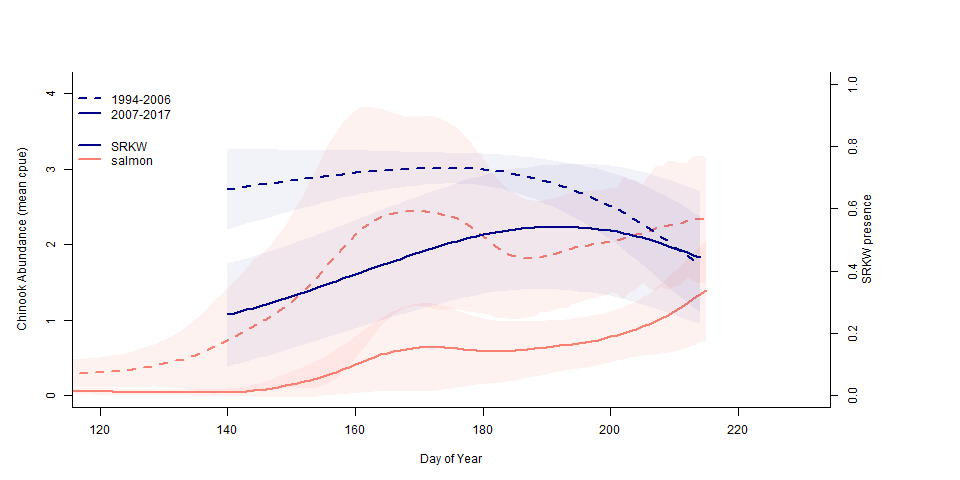 1994-2006
2007-2017
SRKW
salmon
Chinook Abundance (mean cpue)
0
1
2
3
4
SRKW presence
0.0
0.2
0.4
0.6
0.8
1.0
120 140 160 180 200 220
Day of Year